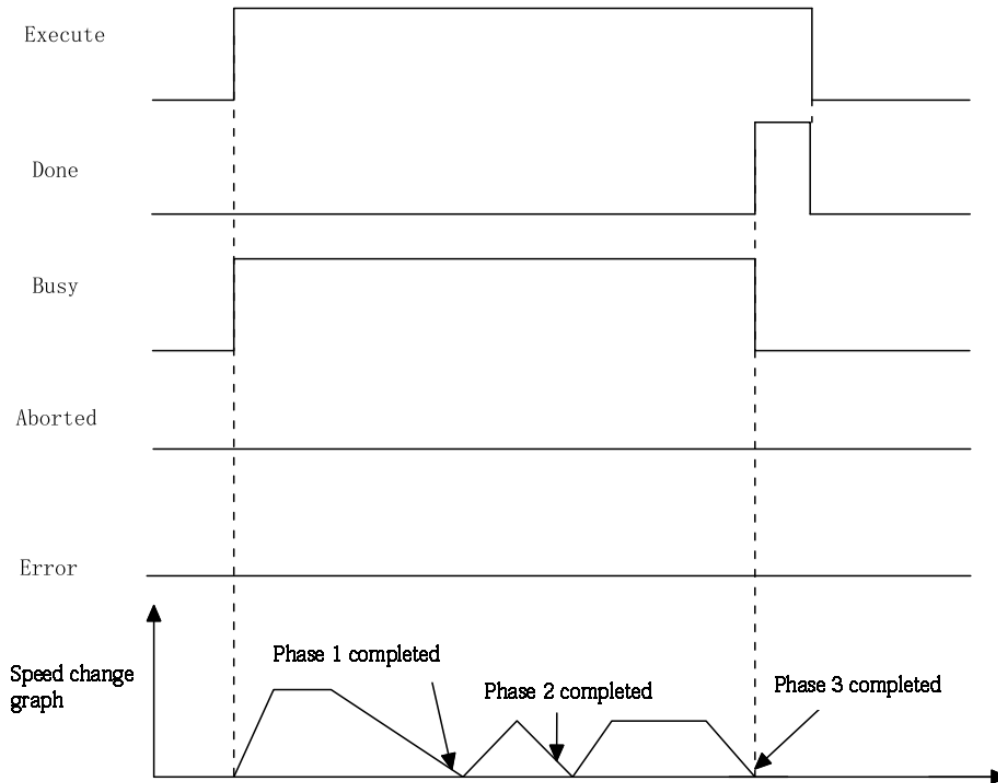 Execute
Done
Busy
Aborted
Error
Phase 1 completed
Speed change
graph
Phase 2 completed
Phase 3 completed